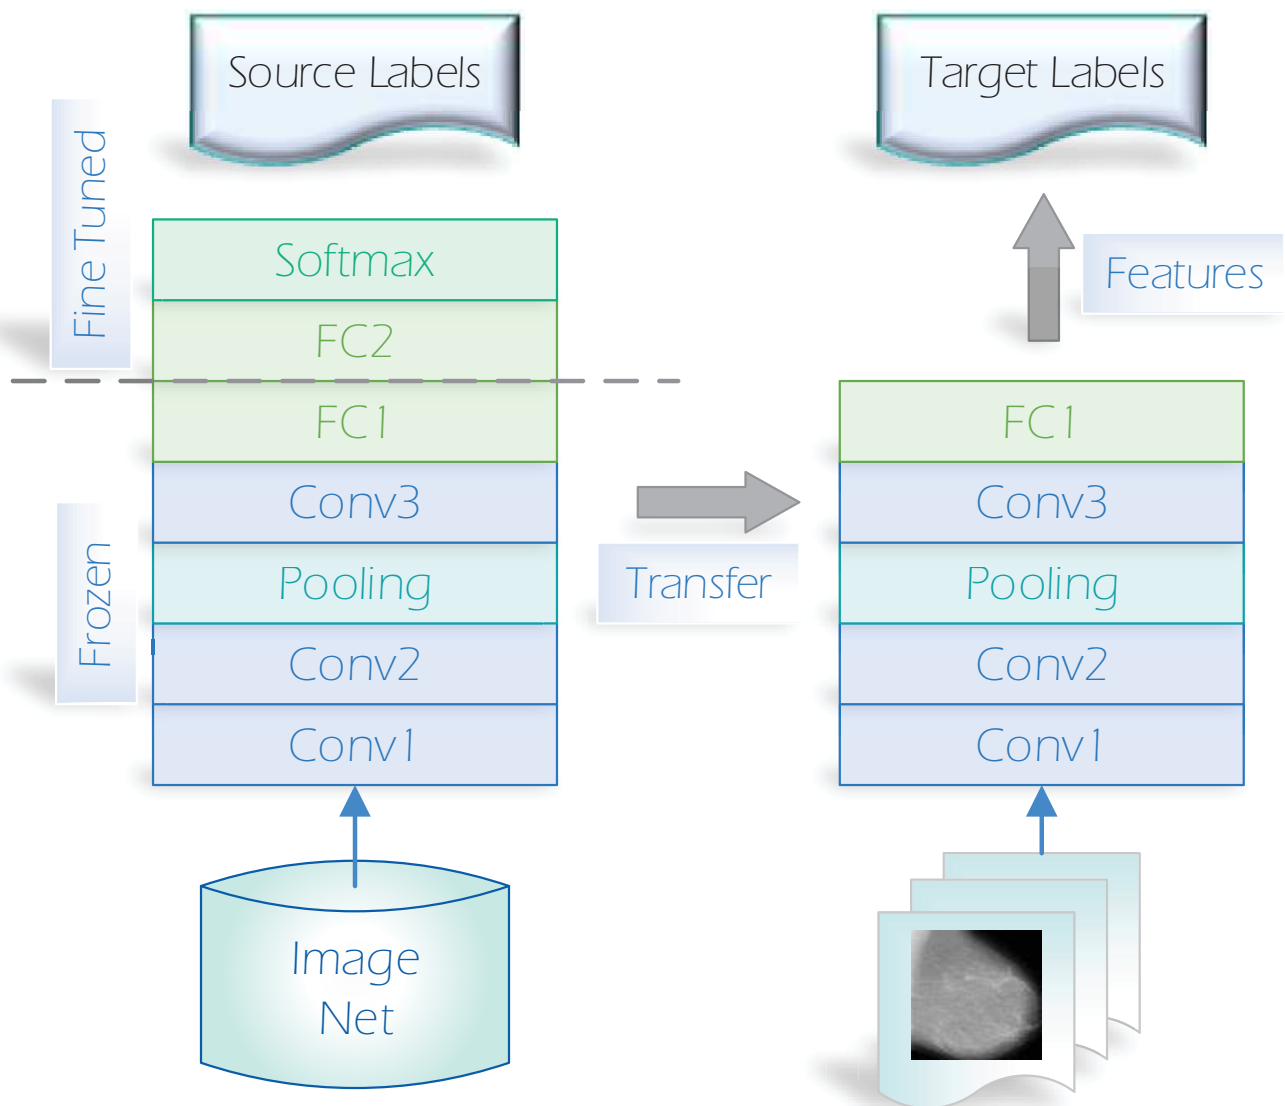 Source Labels
Target Labels
Fine Tuned
Softmax
FC2
FC1
Conv3
Pooling
Conv2
Conv1
Frozen
Transfer
Features
FC1
Conv3
Pooling
Conv2
Conv1
Image
Net